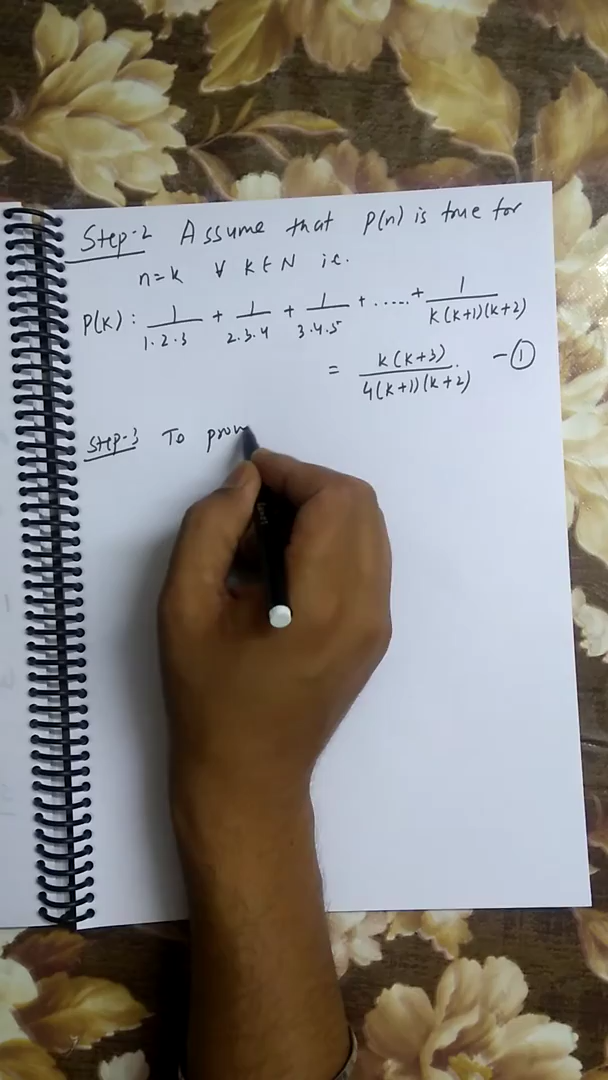 Step-2 Assume that P(n) is true for
n=k ∀ K∈N i.e.
P(k): 1/1·2·3 + 1/2·3·4 + 1/3·4·5 + ..... + 1/K(K+1)(K+2)
= K(K+3)/4(K+1)(K+2) -①
Step-3 To prov